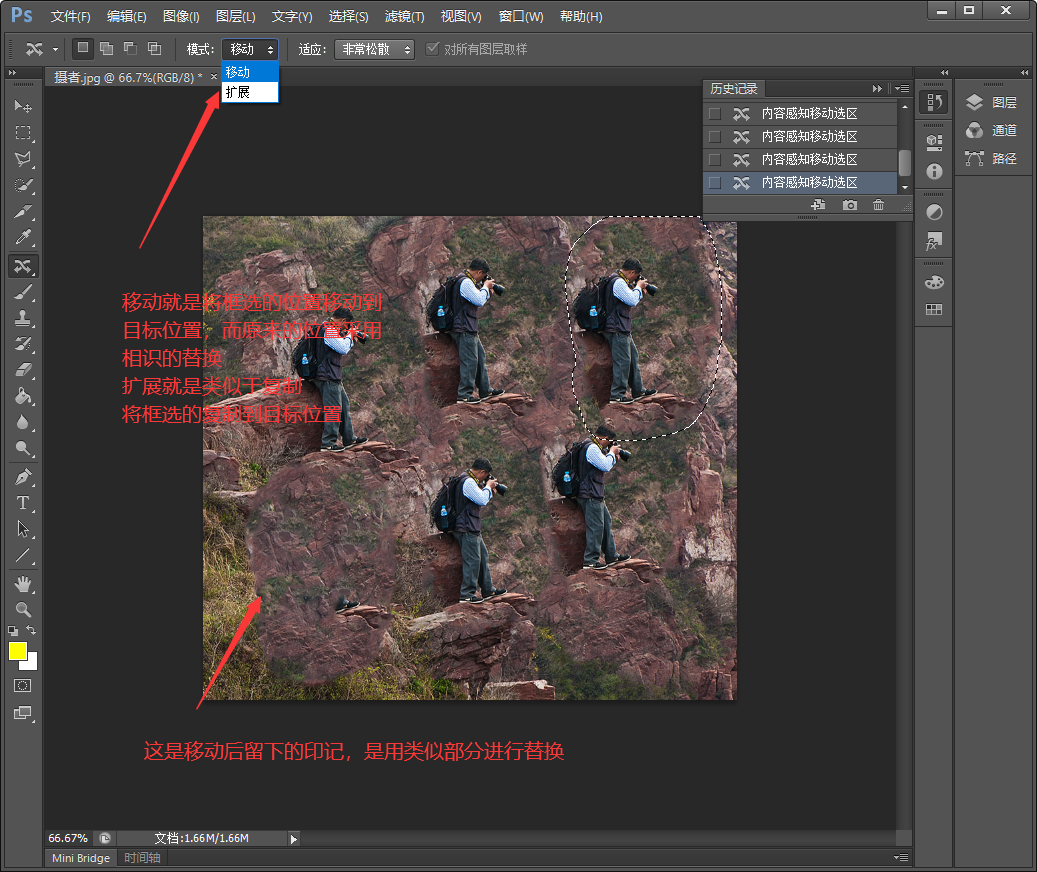 Ps 文件(F) 编辑(E) 图像(I) 图层(L) 文字(Y) 选择(S) 滤镜(T) 视图(V) 窗口(W) 帮助(H)
模式: 移动 适应: 非常松散 对所有图层取样
移动
扩展
摄者.jpg @ 66.7%(RGB/8) * ×
历史记录
内容感知移动选区
内容感知移动选区
内容感知移动选区
内容感知移动选区
图层
通道
路径
移动就是将框选的位置移动到
目标位置，而原来的位置采用
相识的替换
扩展就是类似于复制
将框选的复制到目标位置
这是移动后留下的印记，是用类似部分进行替换
66.67% 文档:1.66M/1.66M
Mini Bridge 时间轴